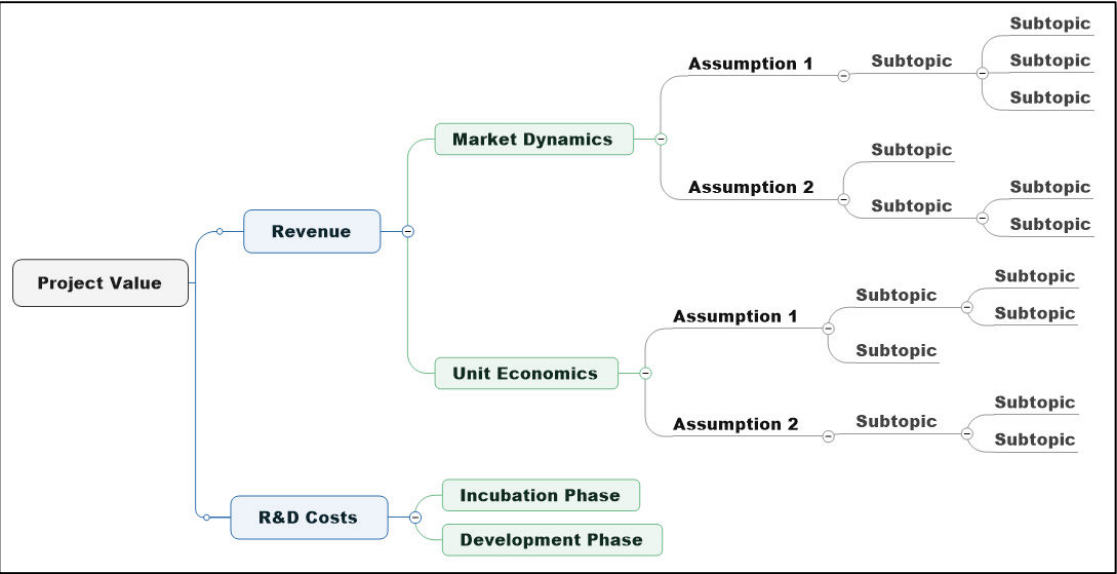 Project Value
Revenue
Market Dynamics
Assumption 1
Subtopic
Subtopic
Subtopic
Subtopic
Assumption 2
Subtopic
Subtopic
Subtopic
Subtopic
Unit Economics
Assumption 1
Subtopic
Subtopic
Subtopic
Subtopic
Assumption 2
Subtopic
Subtopic
Subtopic
R&D Costs
Incubation Phase
Development Phase